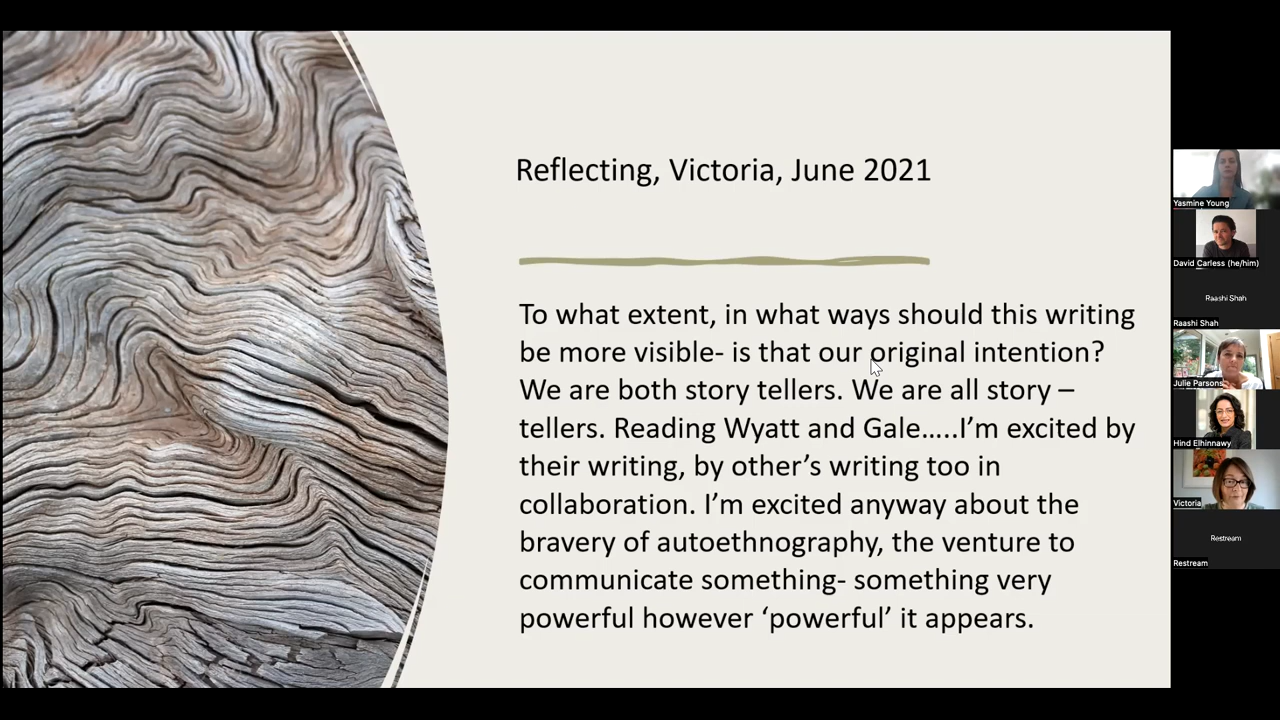 Reflecting, Victoria, June 2021
To what extent, in what ways should this writing
be more visible- is that our original intention?
We are both story tellers. We are all story –
tellers. Reading Wyatt and Gale…..I’m excited by
their writing, by other’s writing too in
collaboration. I’m excited anyway about the
bravery of autoethnography, the venture to
communicate something- something very
powerful however ‘powerful’ it appears.
Yasmine Young
David Carless (he/him)
Raashi Shah
Raashi Shah
Julie Parsons
Hind Elhinnawy
Victoria
Restream
Restream